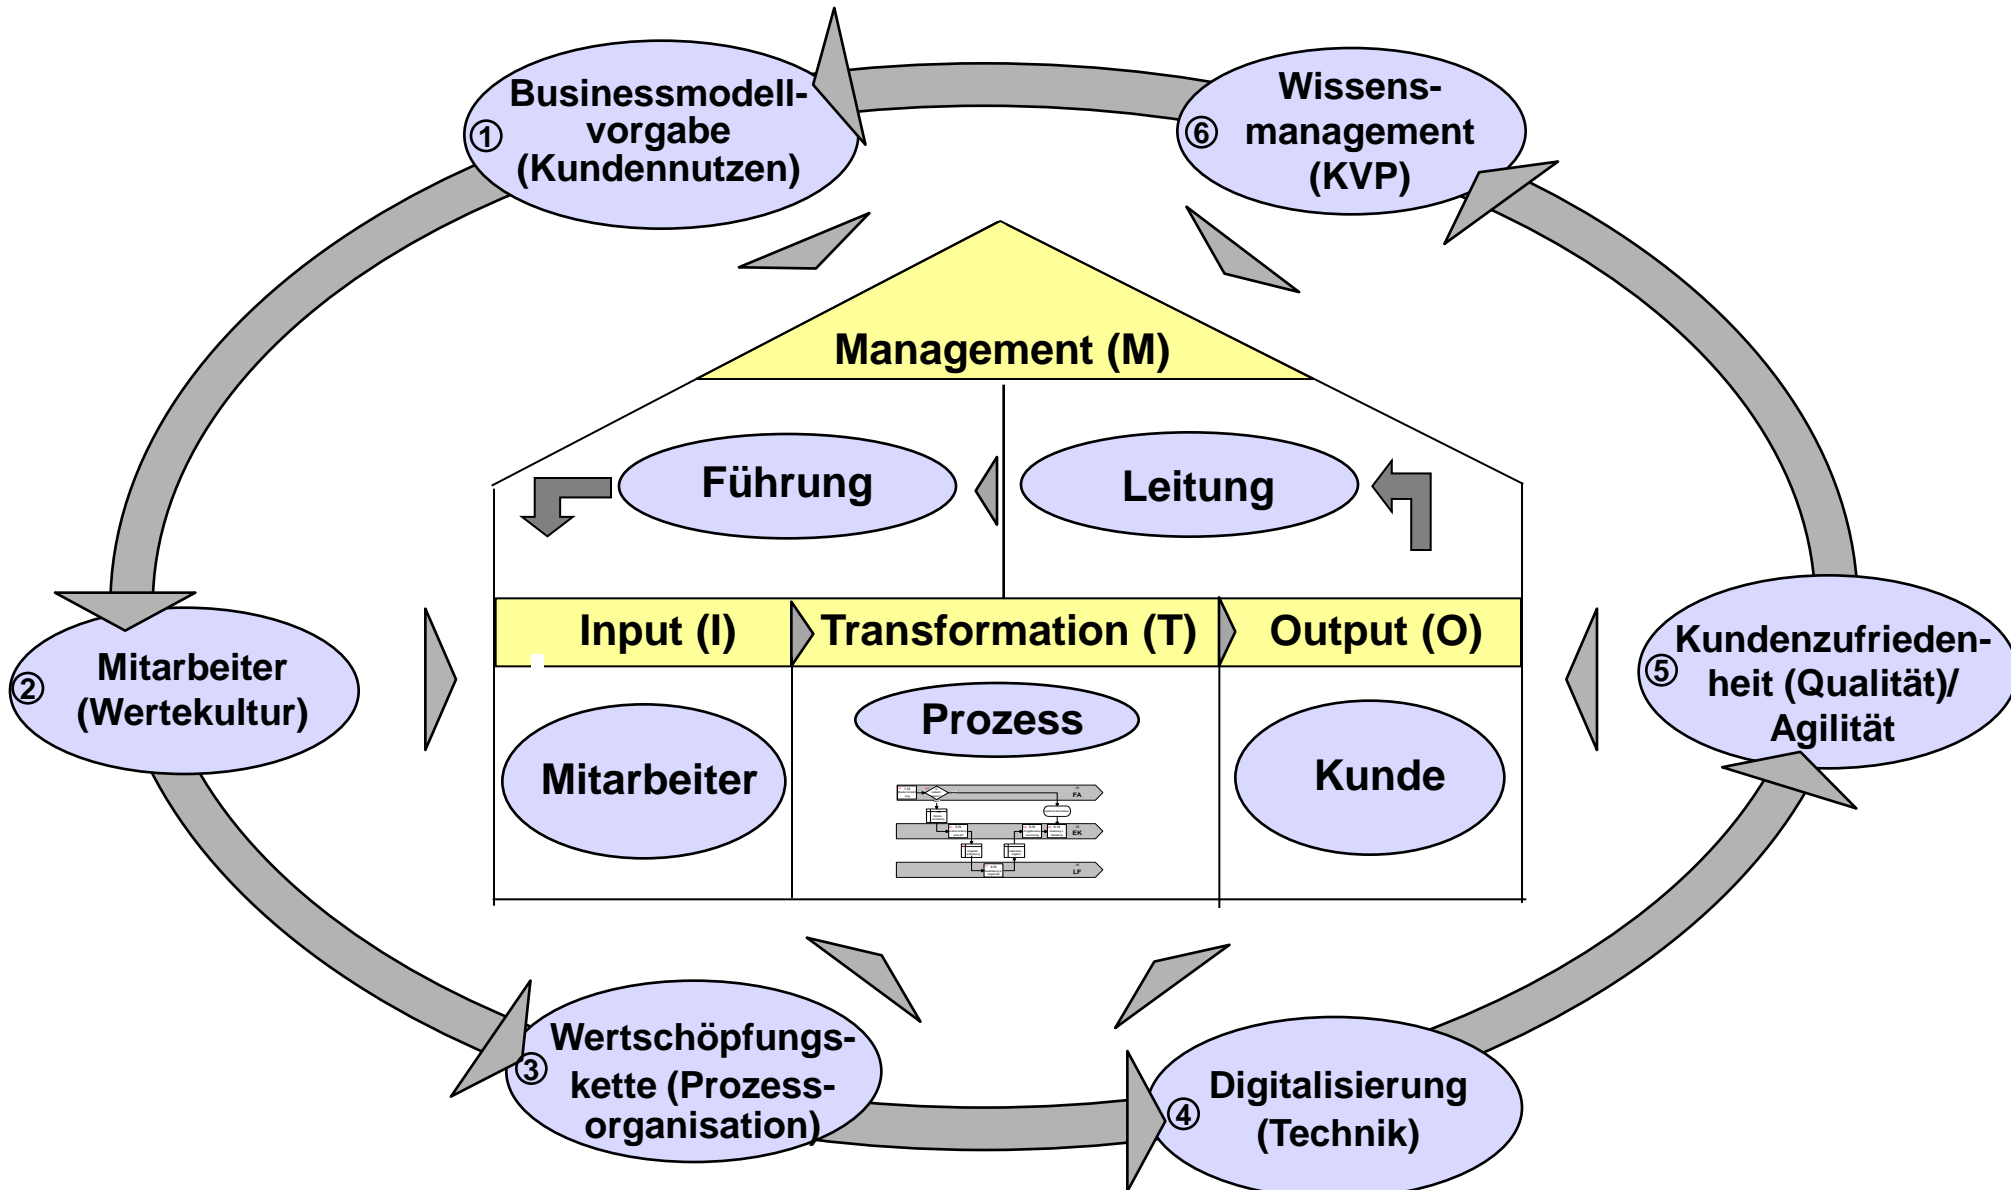 ①
Businessmodell-
vorgabe
(Kundennutzen)
⑥
Wissens-
management
(KVP)
Management (M)
Führung
Leitung
Input (I)
Transformation (T)
Output (O)
②
Mitarbeiter
(Wertekultur)
Mitarbeiter
Prozess
FA
EK
LF
Kunde
⑤
Kundenzufrieden-
heit (Qualität)/
Agilität
③
Wertschöpfungs-
kette (Prozess-
organisation)
④
Digitalisierung
(Technik)